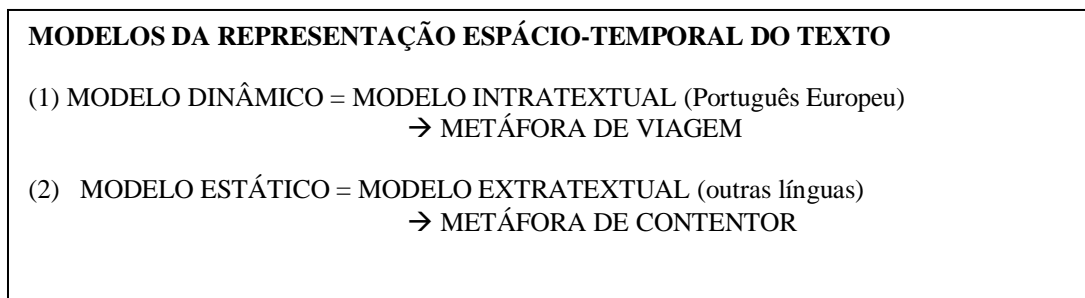 MODELOS DA REPRESENTAÇÃO ESPÁCIO-TEMPORAL DO TEXTO
(1) MODELO DINÂMICO = MODELO INTRATEXTUAL (Português Europeu)
→ METÁFORA DE VIAGEM
(2) MODELO ESTÁTICO = MODELO EXTRATEXTUAL (outras línguas)
→ METÁFORA DE CONTENTOR